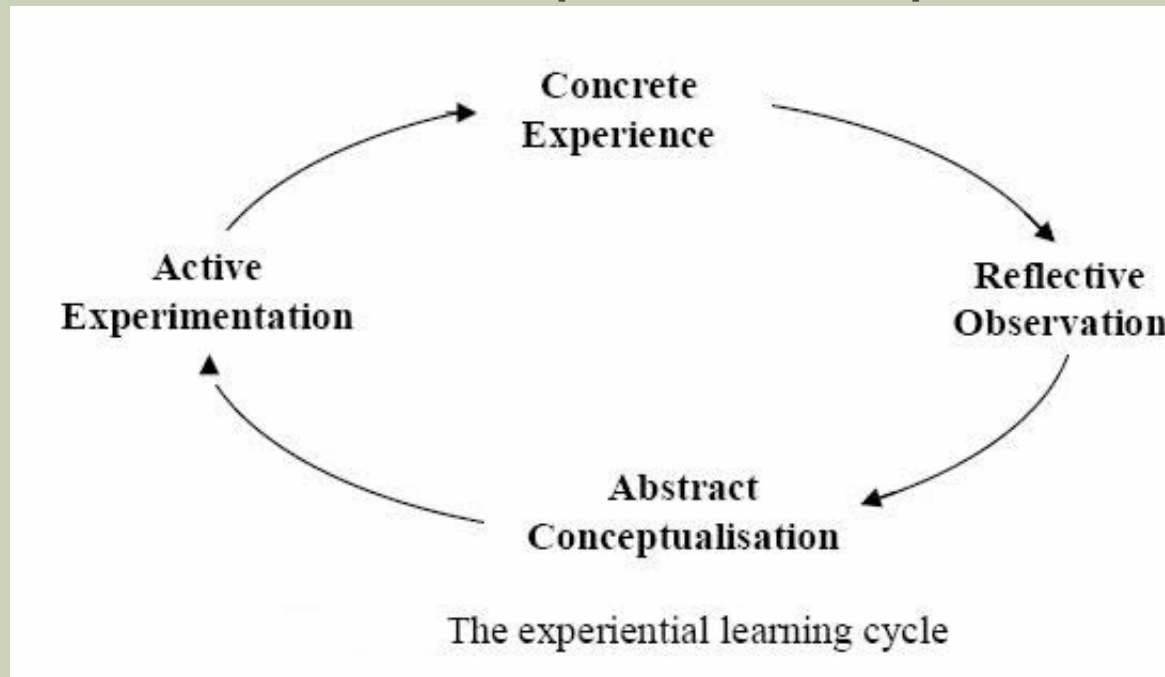 Concrete
Experience
Active
Experimentation
Reflective
Observation
Abstract
Conceptualisation
The experiential learning cycle